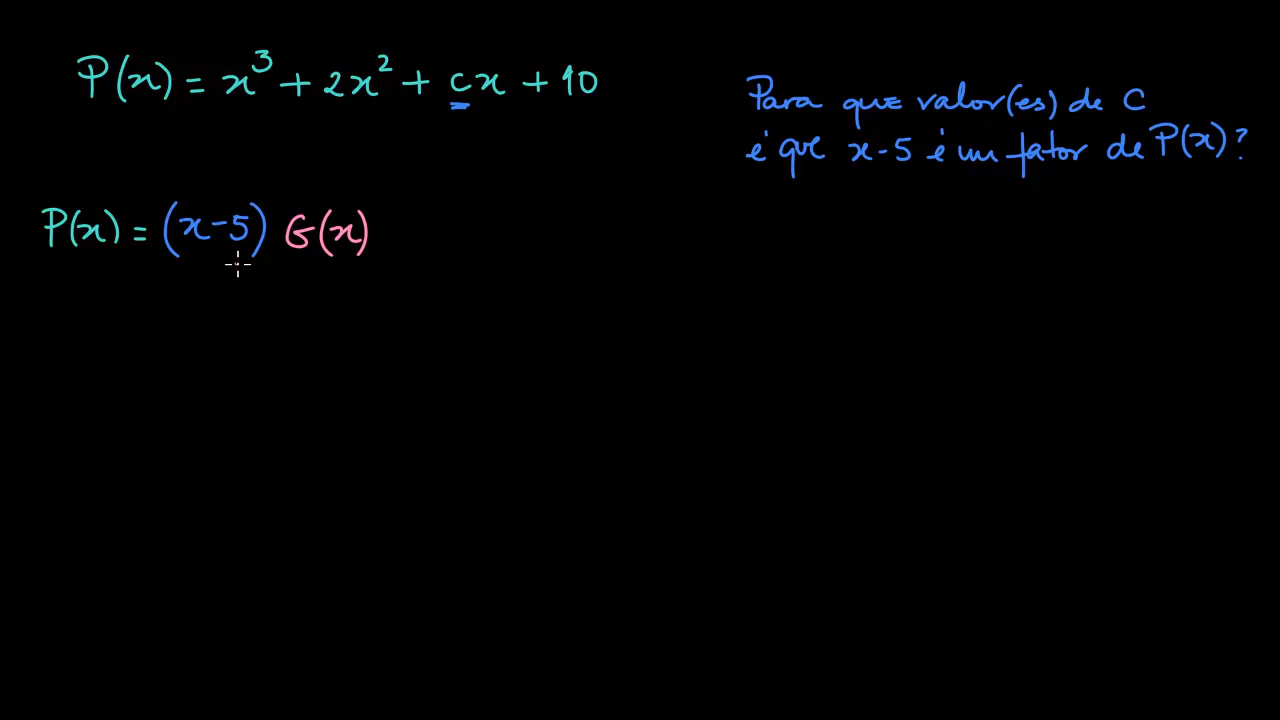 P(x) = x³ + 2x² + cx + 10
Para que valor(es) de C
é que x-5 é um fator de P(x)?
P(x) = (x-5) G(x)